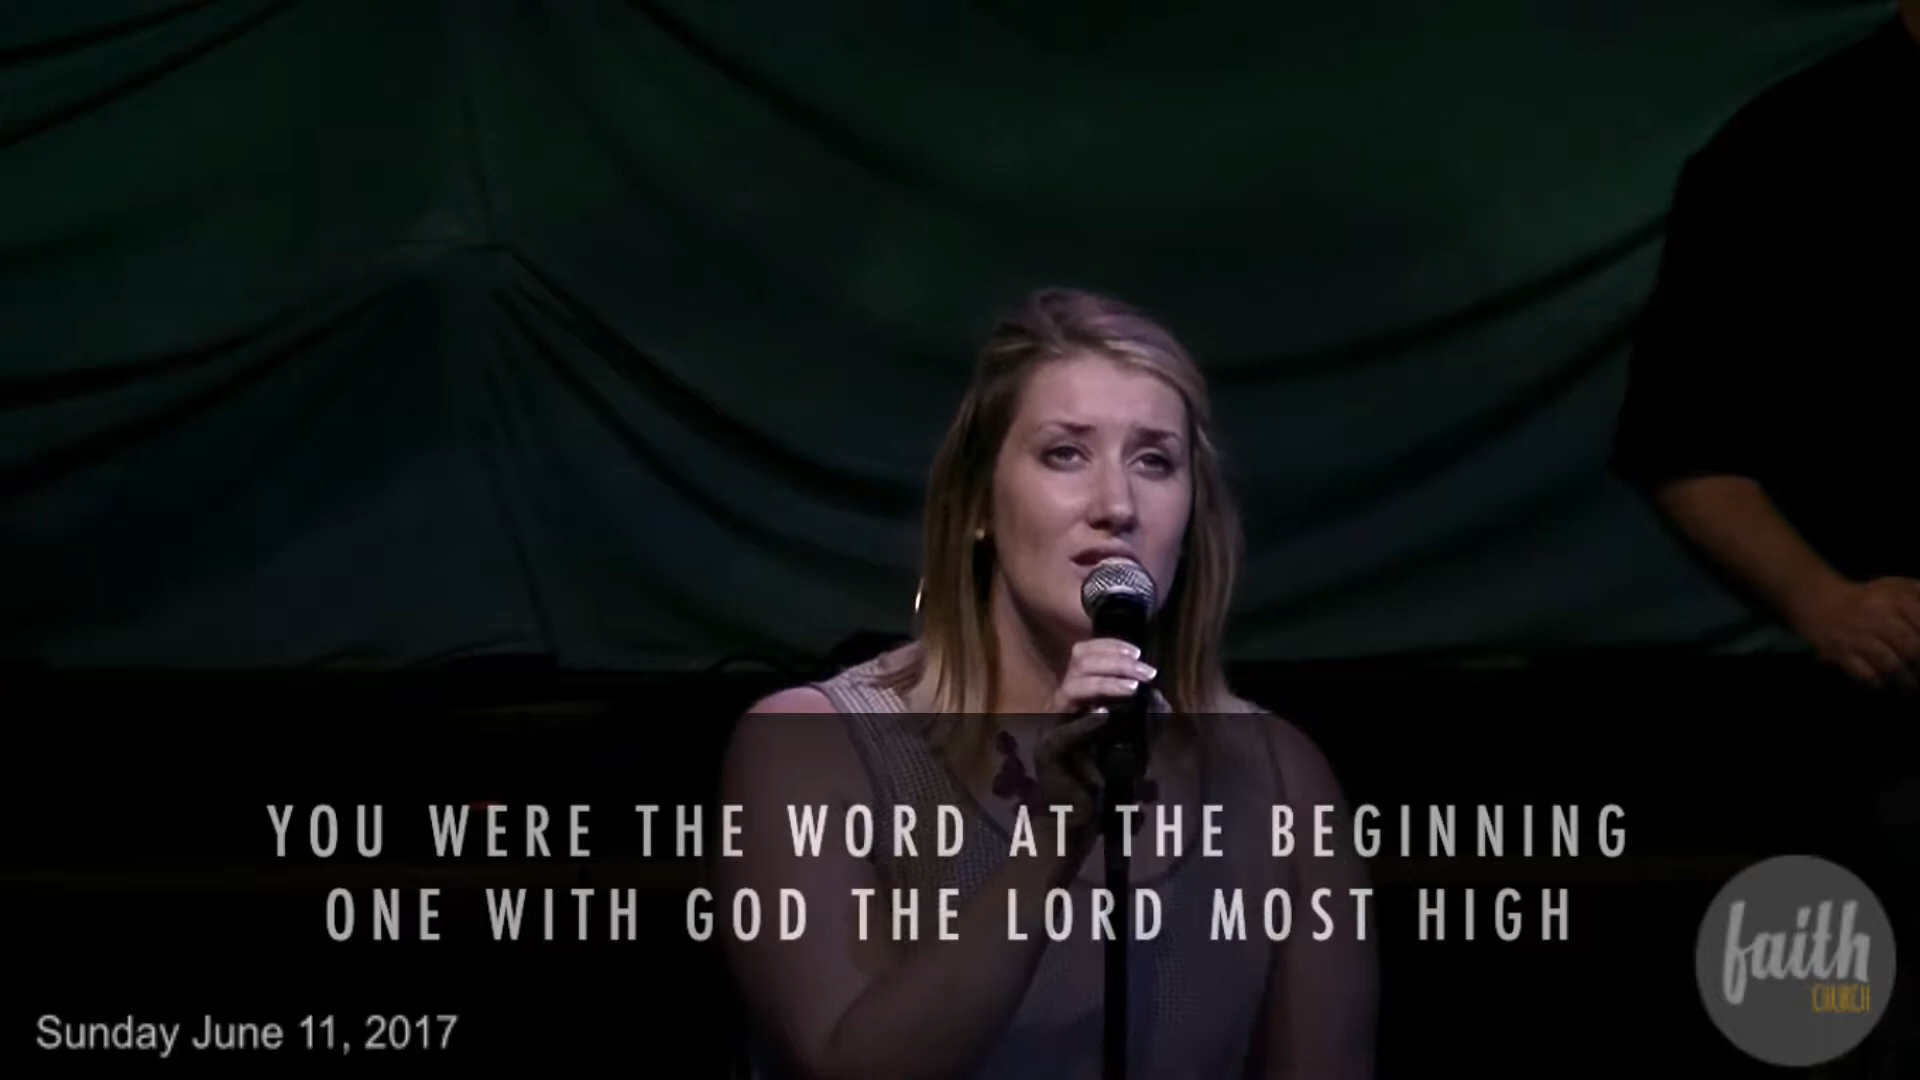 YOU WERE THE WORD AT THE BEGINNING
ONE WITH GOD THE LORD MOST HIGH
faith
CHURCH
Sunday June 11, 2017